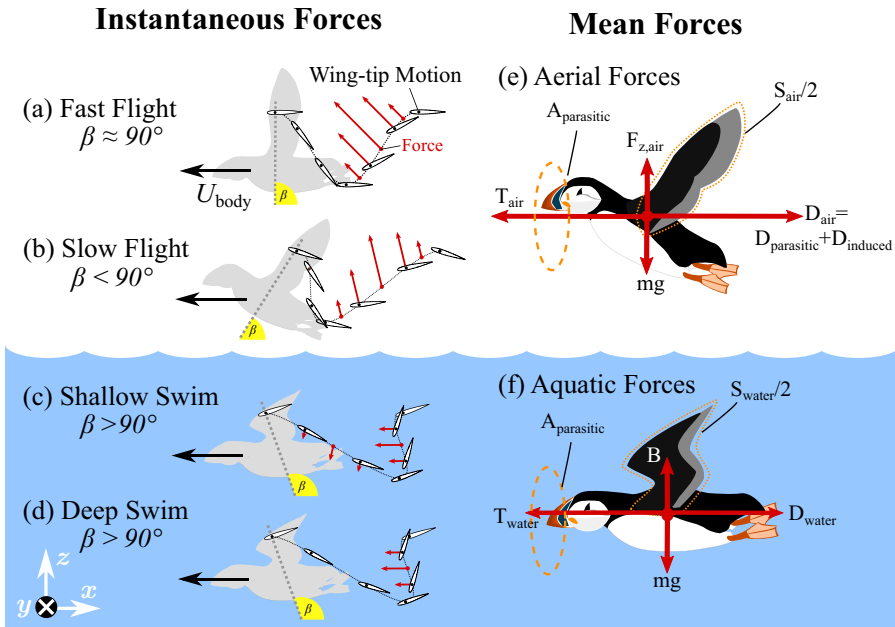 Instantaneous Forces
Mean Forces
(a) Fast Flight
β ≈ 90°
Wing-tip Motion
Force
U_body
β
(b) Slow Flight
β < 90°
β
(c) Shallow Swim
β >90°
β
(d) Deep Swim
β > 90°
β
z
y
x
(e) Aerial Forces
S_air/2
A_parasitic
F_z,air
T_air
D_air=
D_parasitic+D_induced
mg
(f) Aquatic Forces
S_water/2
A_parasitic
B
T_water
D_water
mg